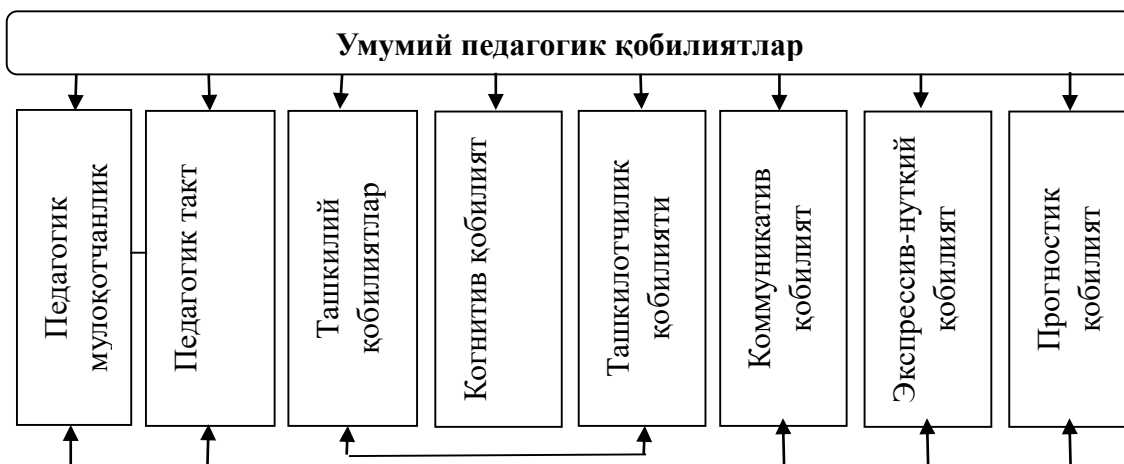 Умумий педагогик қобилиятлар
Педагогик
мулоқотчанлик
Педагогик такт
Ташкилий
қобилиятлар
Когнитив қобилият
Ташкилотчилик
қобилияти
Коммуникатив
қобилият
Экспрессив-нутқий
қобилият
Прогностик
қобилият